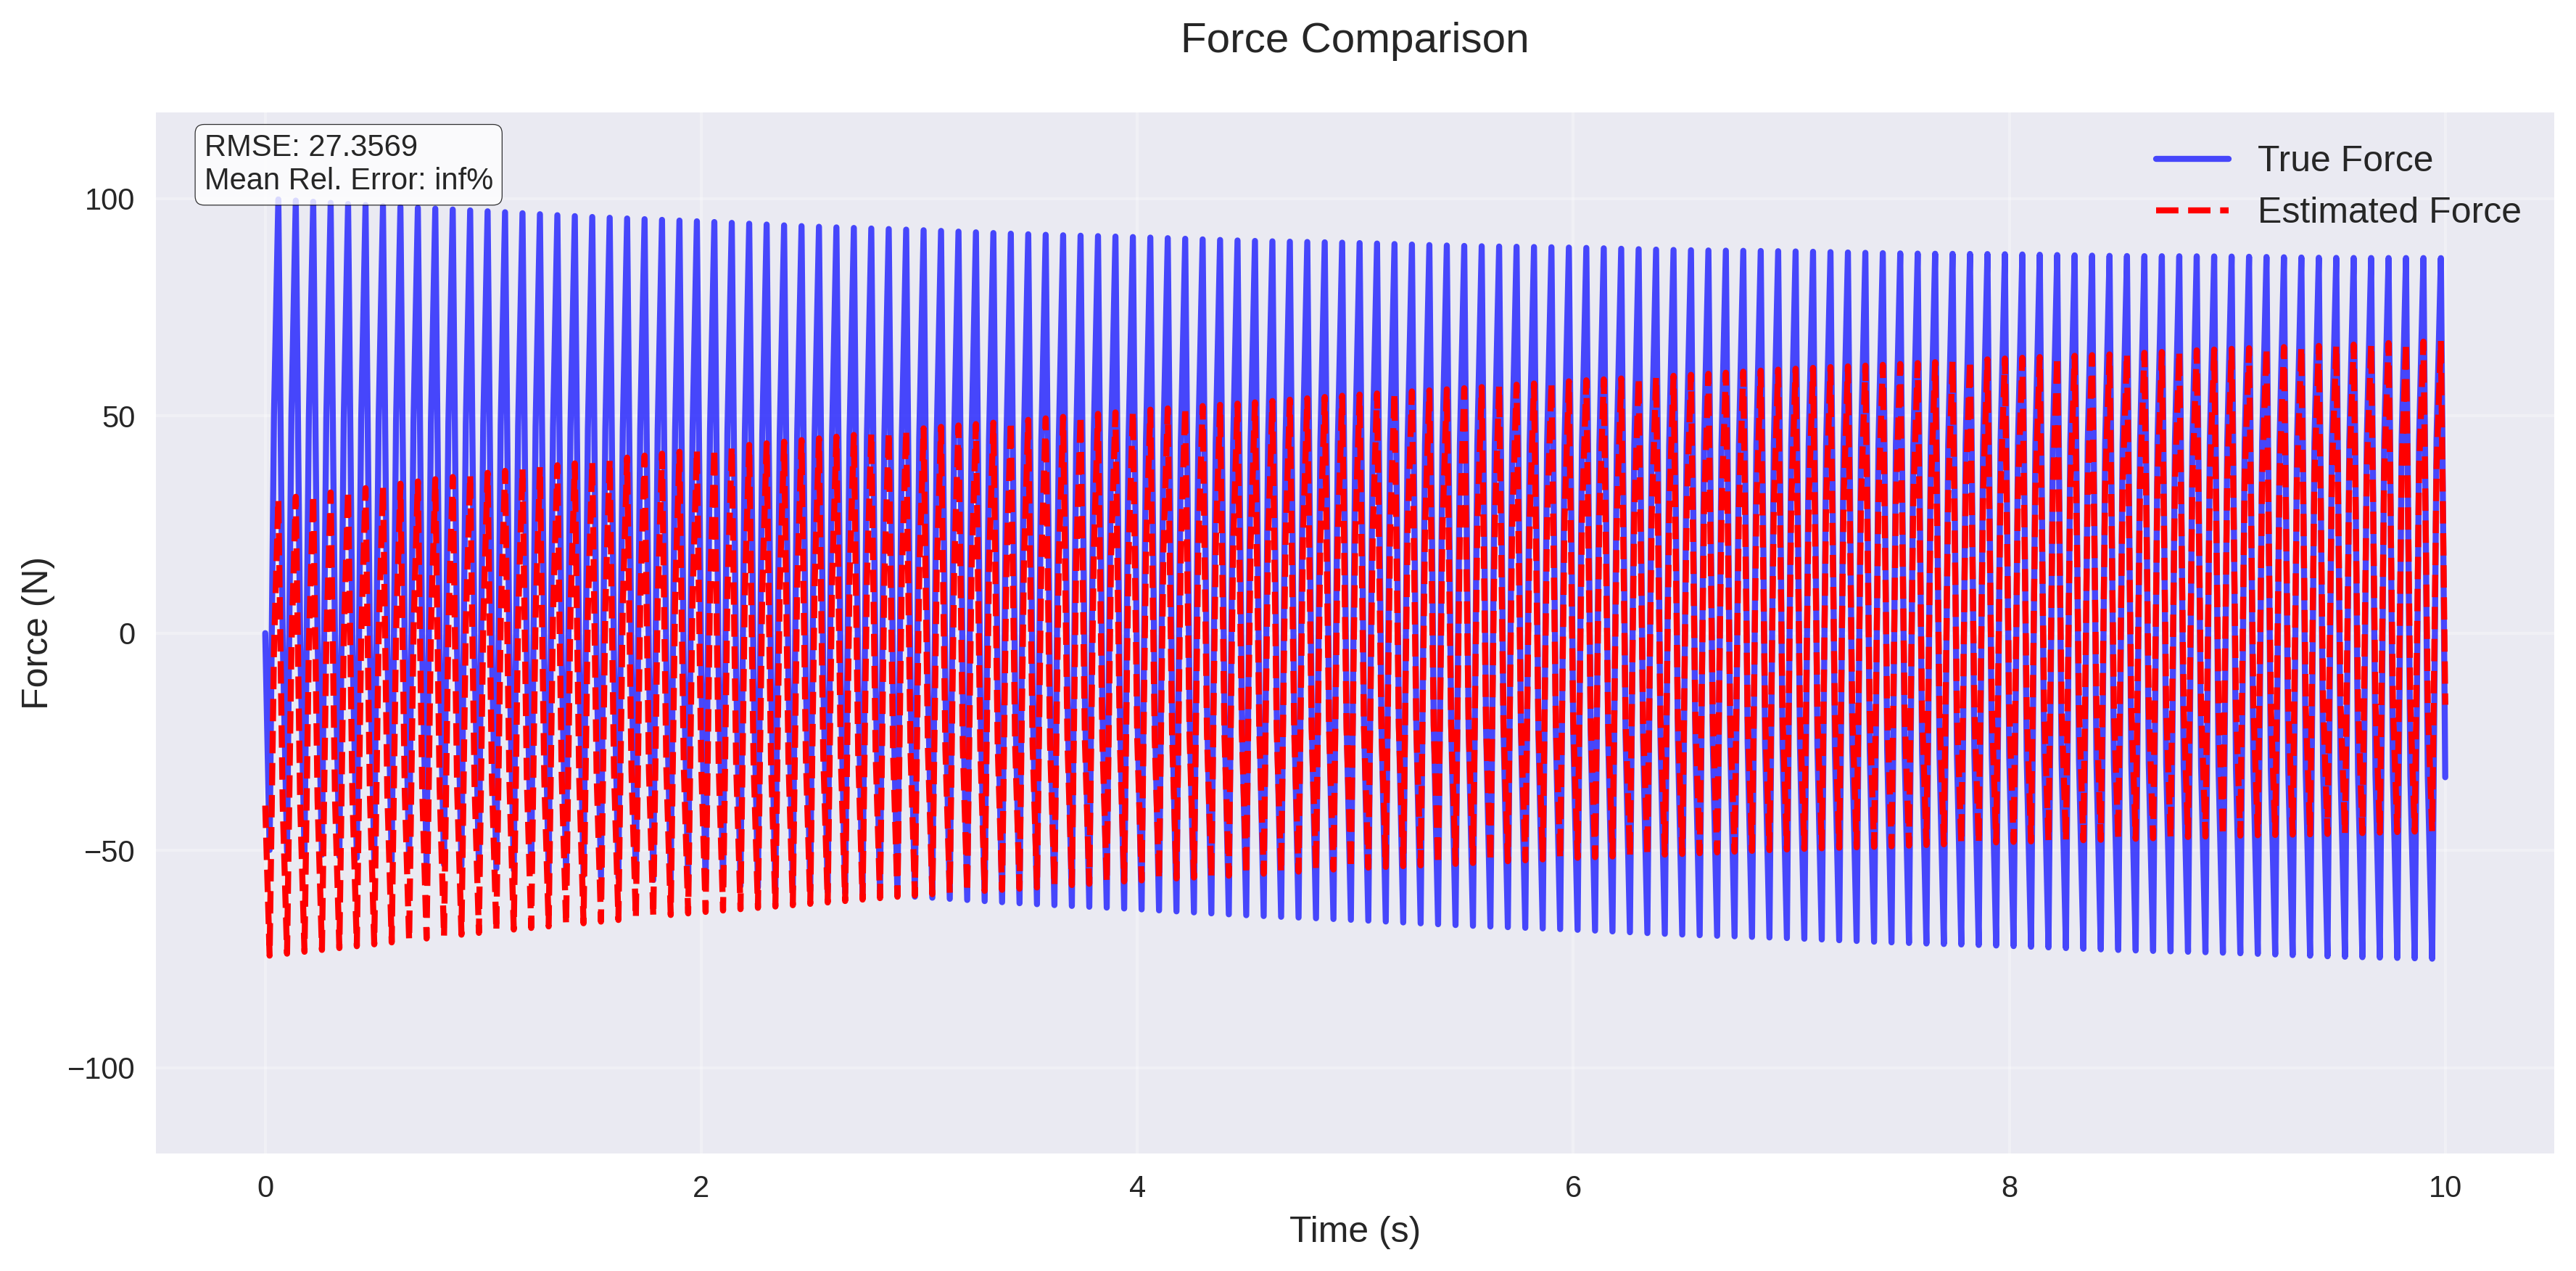 Force Comparison
RMSE: 27.3569
Mean Rel. Error: inf%
True Force
Estimated Force
100
50
0
−50
−100
Force (N)
0
2
4
6
8
10
Time (s)